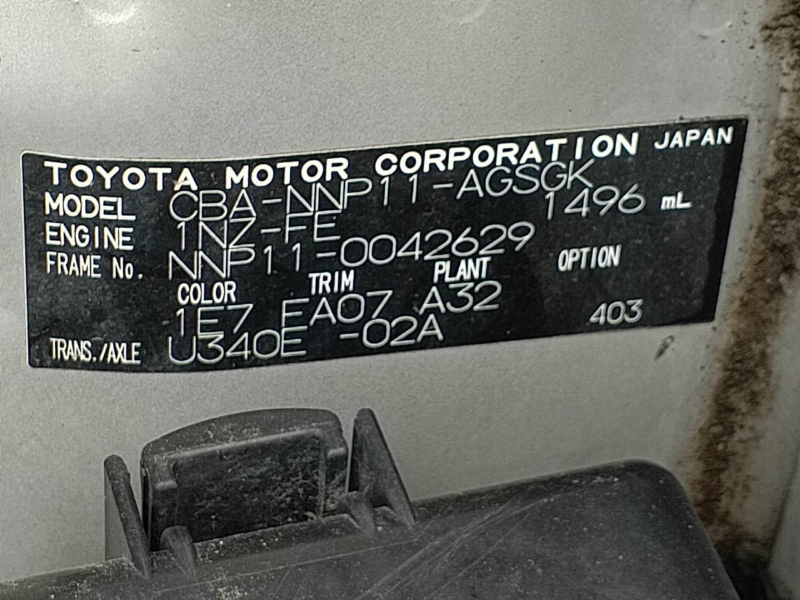 TOYOTA MOTOR CORPORATION JAPAN
MODEL CBA-NNP11-AGSGK
ENGINE 1NZ-FE 1496 mL
FRAME No. NNP11-0042629
COLOR TRIM PLANT OPTION
1E7 EA07 A32
TRANS./AXLE U340E -02A 403